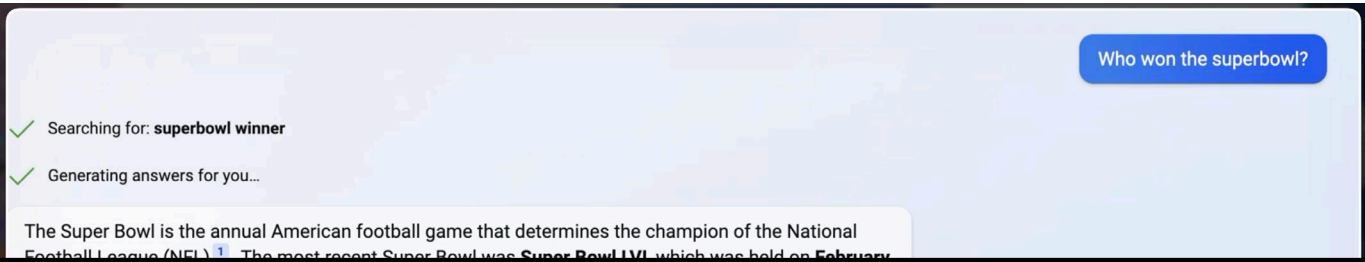 Who won the superbowl?
Searching for: superbowl winner
Generating answers for you...
The Super Bowl is the annual American football game that determines the champion of the National
Football League (NFL) 1 . The most recent Super Bowl was Super Bowl LVI, which was held on February